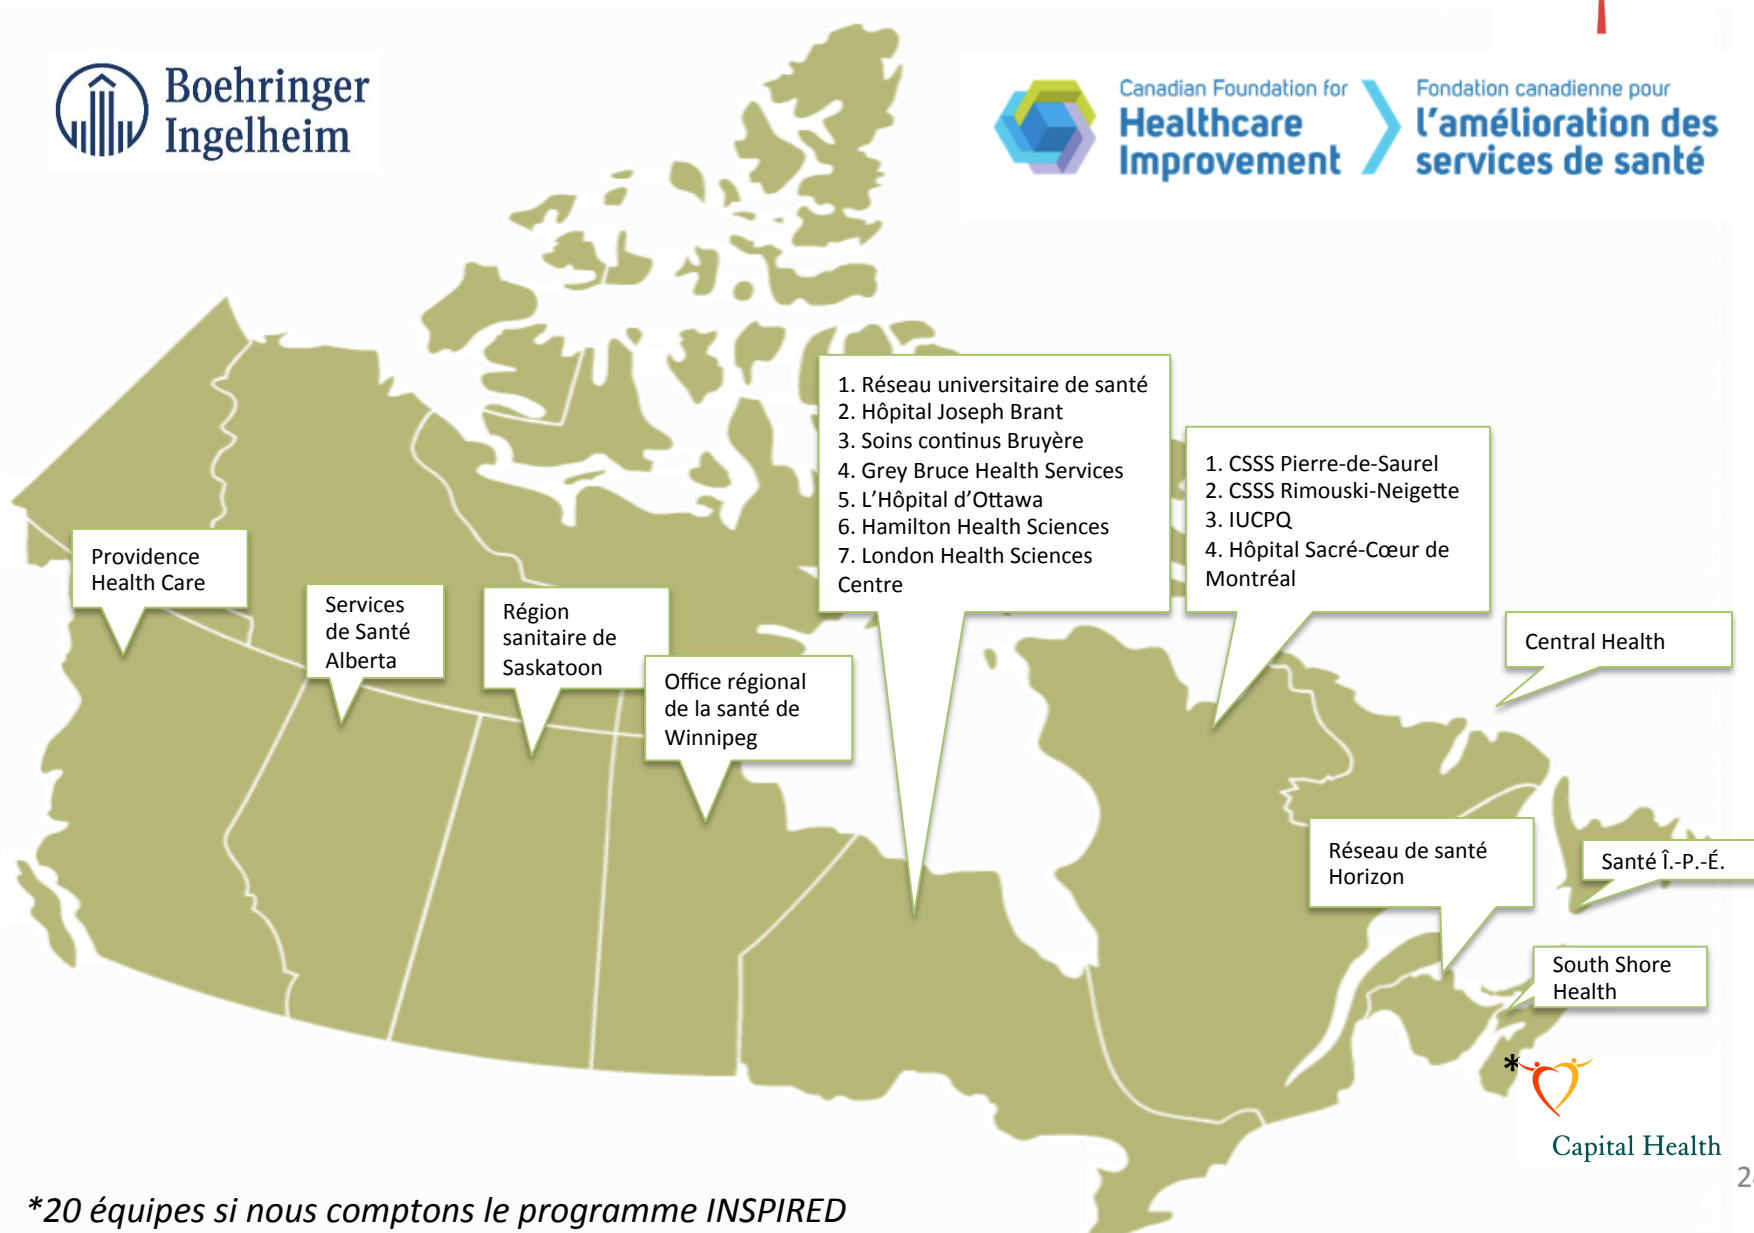 Boehringer
Ingelheim
Canadian Foundation for
Healthcare
Improvement
Fondation canadienne pour
l'amélioration des
services de santé
1. Réseau universitaire de santé
2. Hôpital Joseph Brant
3. Soins continus Bruyère
4. Grey Bruce Health Services
5. L'Hôpital d'Ottawa
6. Hamilton Health Sciences
7. London Health Sciences
Centre
1. CSSS Pierre-de-Saurel
2. CSSS Rimouski-Neigette
3. IUCPQ
4. Hôpital Sacré-Cœur de
Montréal
Providence
Health Care
Services
de Santé
Alberta
Région
sanitaire de
Saskatoon
Office régional
de la santé de
Winnipeg
Central Health
Réseau de santé
Horizon
Santé Î.-P.-É.
South Shore
Health
*
Capital Health
*20 équipes si nous comptons le programme INSPIRED